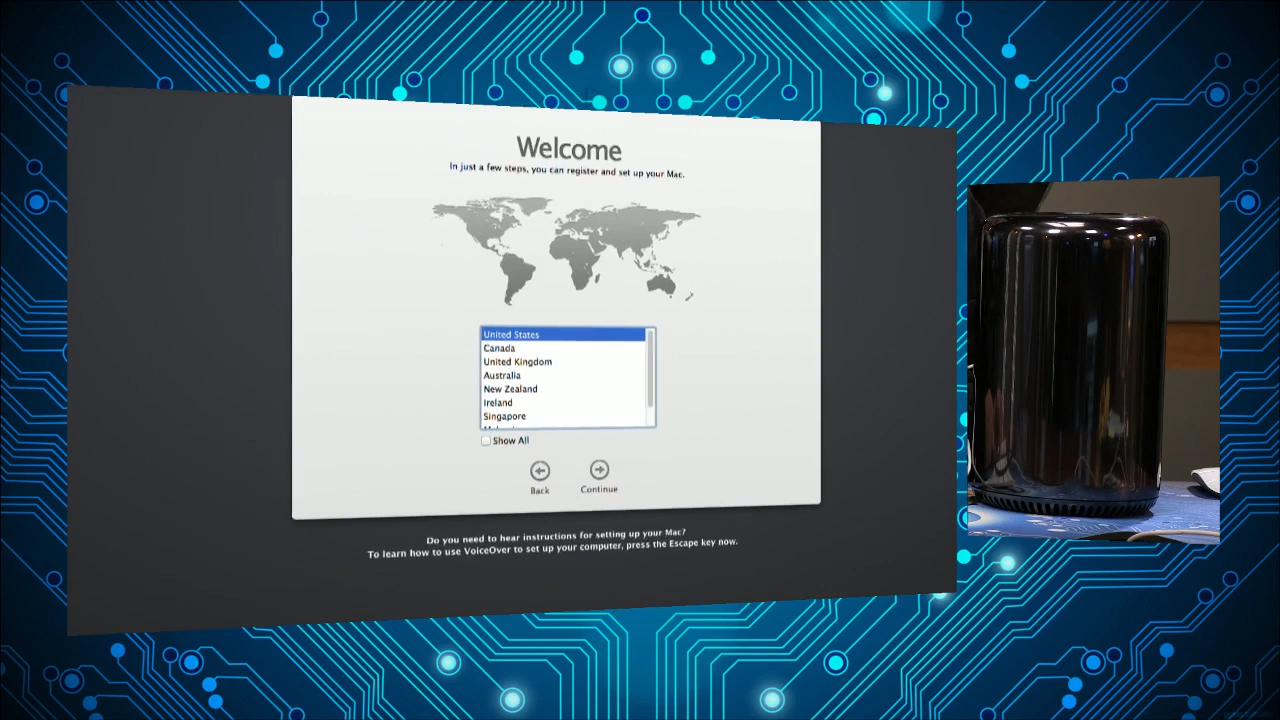 Welcome
In just a few steps, you can register and set up your Mac.
United States
Canada
United Kingdom
Australia
New Zealand
Ireland
Singapore
Show All
Back
Continue
Do you need to hear instructions for setting up your Mac?
To learn how to use VoiceOver to set up your computer, press the Escape key now.